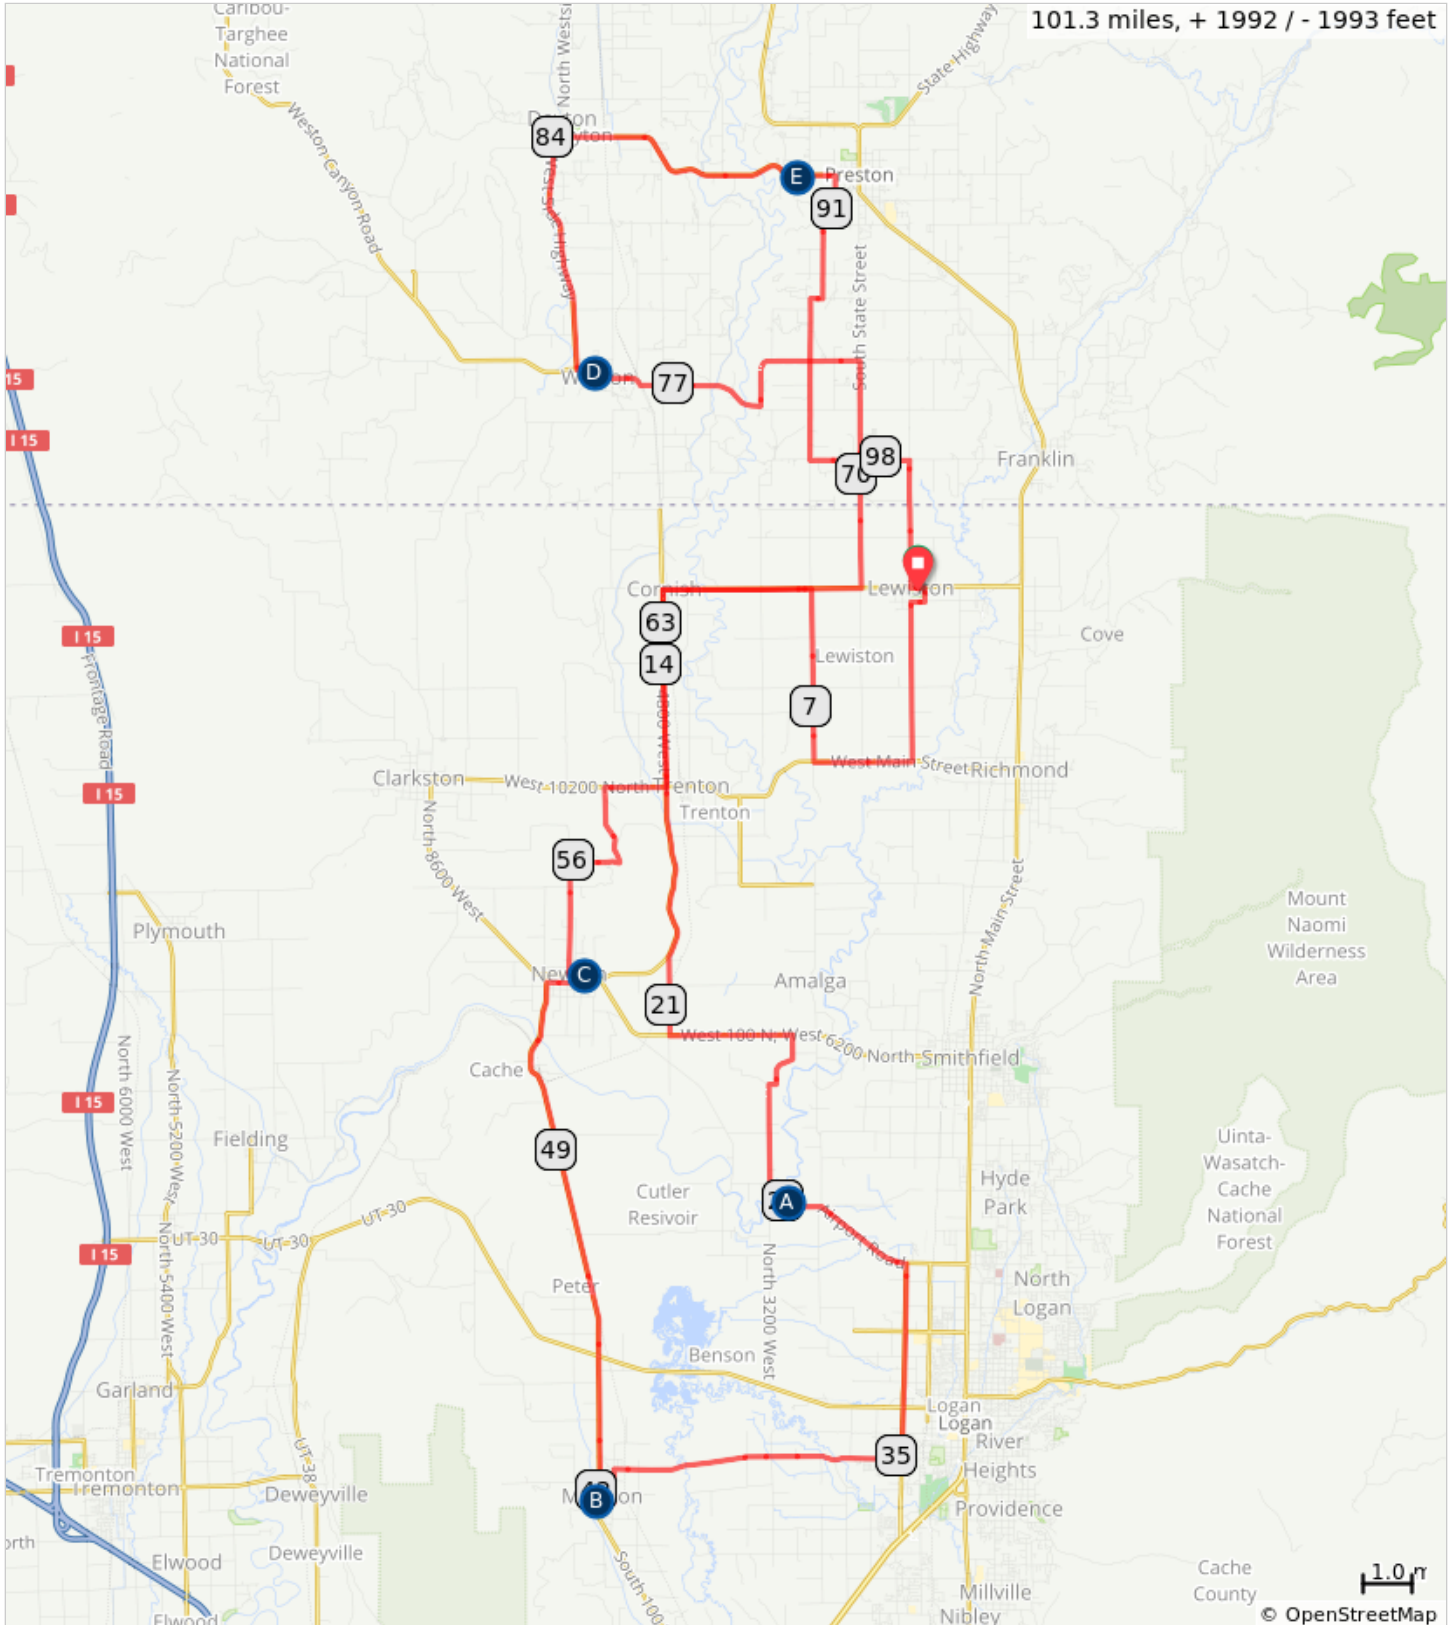 101.3 miles, + 1992 / - 1993 feet
Caribou-
Targhee
National
Forest
State Highway
84
E
Preston
91
Weston Canyon Road
South State Street
15
D
77
I 15
98
Franklin
Cornish
Lewiston
I 15
63
Cove
14
Lewiston
Frontage Road
7
West Main Street
Richmond
Clarkston
West 10200 North
Trenton
I 15
Trenton
North 8600 West
56
North Main Street
Mount
Naomi
Wilderness
Area
Plymouth
C
Amalga
21
West 100 N; West 6200 North
Smithfield
Cache
North 6000 West
North 5200 West
I 15
Fielding
49
Uinta-
Wasatch-
Cache
National
Forest
Hyde
Park
Cutler
Resivoir
A
UT 30
Airport Road
UT 30
UT 30
I 15
North 5400 West
North 3200 West
Peter
North
Logan
Benson
Garland
Logan
Logan
River
Heights
35
UT 38
Tremonton
Tremonton
Deweyville
B
Providence
Deweyville
Elwood
South 100
Cache
County
1.0 m
Millville
Nibley
Elwood
© OpenStreetMap